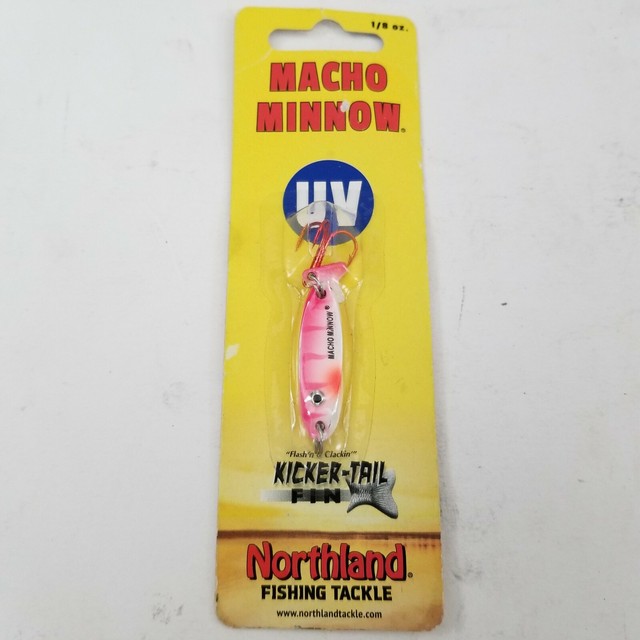 1/8 oz.
MACHO
MINNOW®
UV
MACHO MINNOW®
"Flash'n' & Clackin'"
KICKER-TAIL
FIN
Northland®
FISHING TACKLE
www.northlandtackle.com